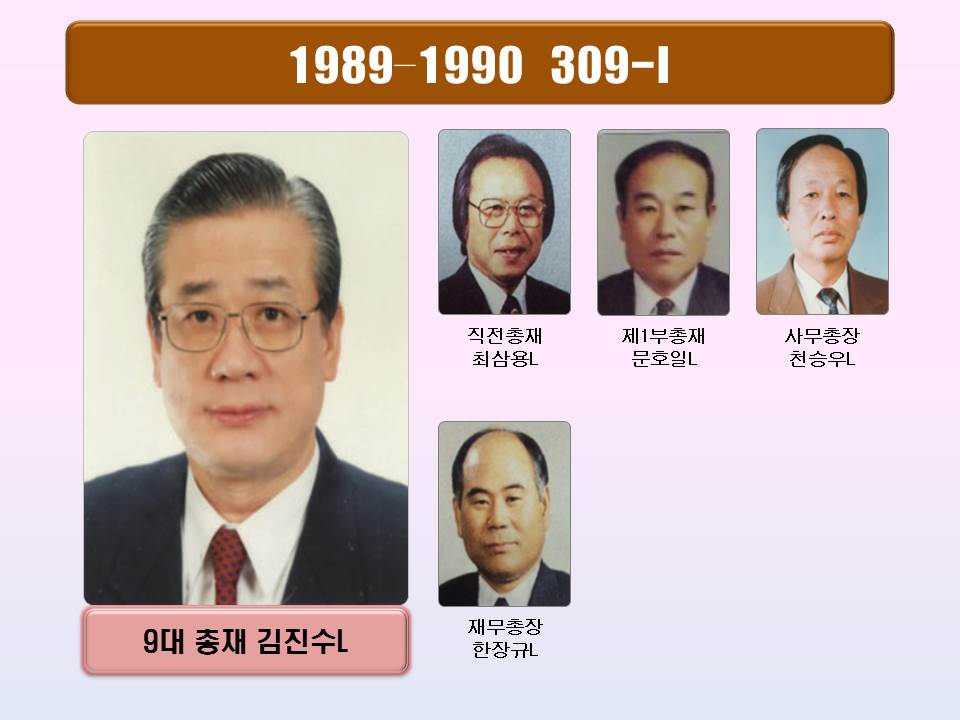 1989-1990 309-I
직전총재
최삼용L
제1부총재
문호일L
사무총장
천승우L
9대 총재 김진수L
재무총장
한장규L